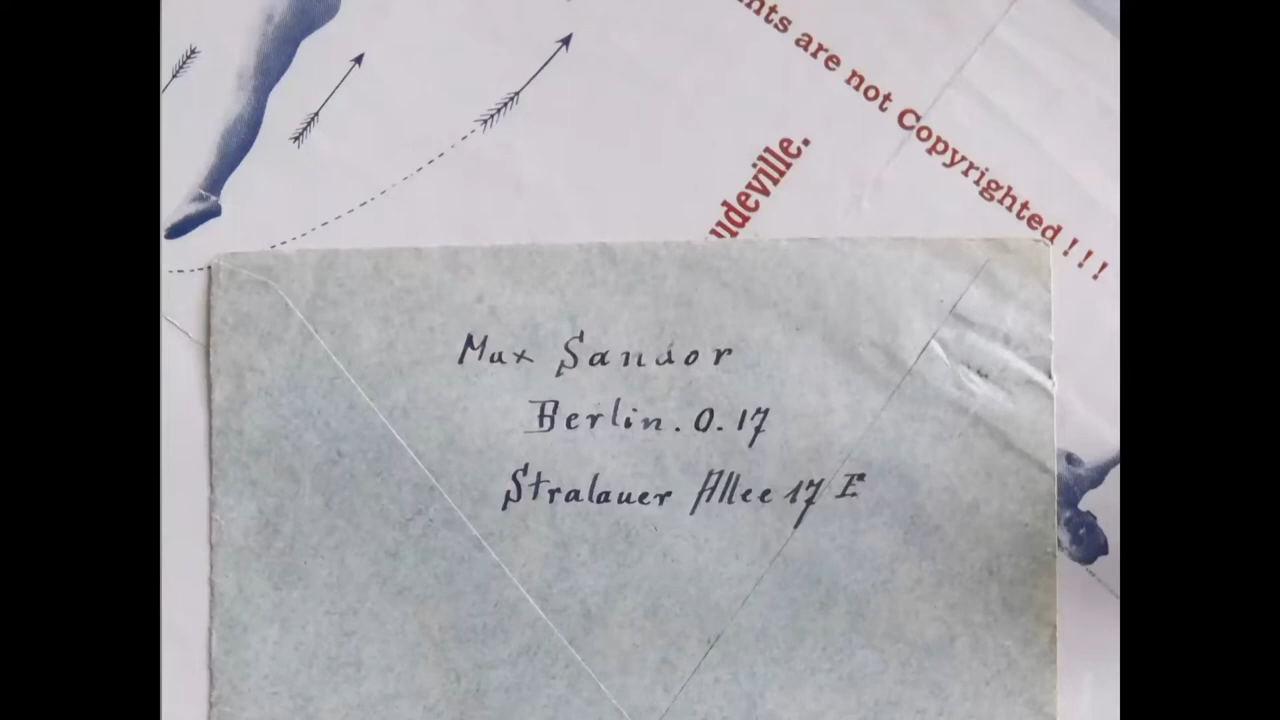 nts are not Copyrighted!!!
udeville.
Max Sandor
Berlin. O. 17
Stralauer Allee 17 E